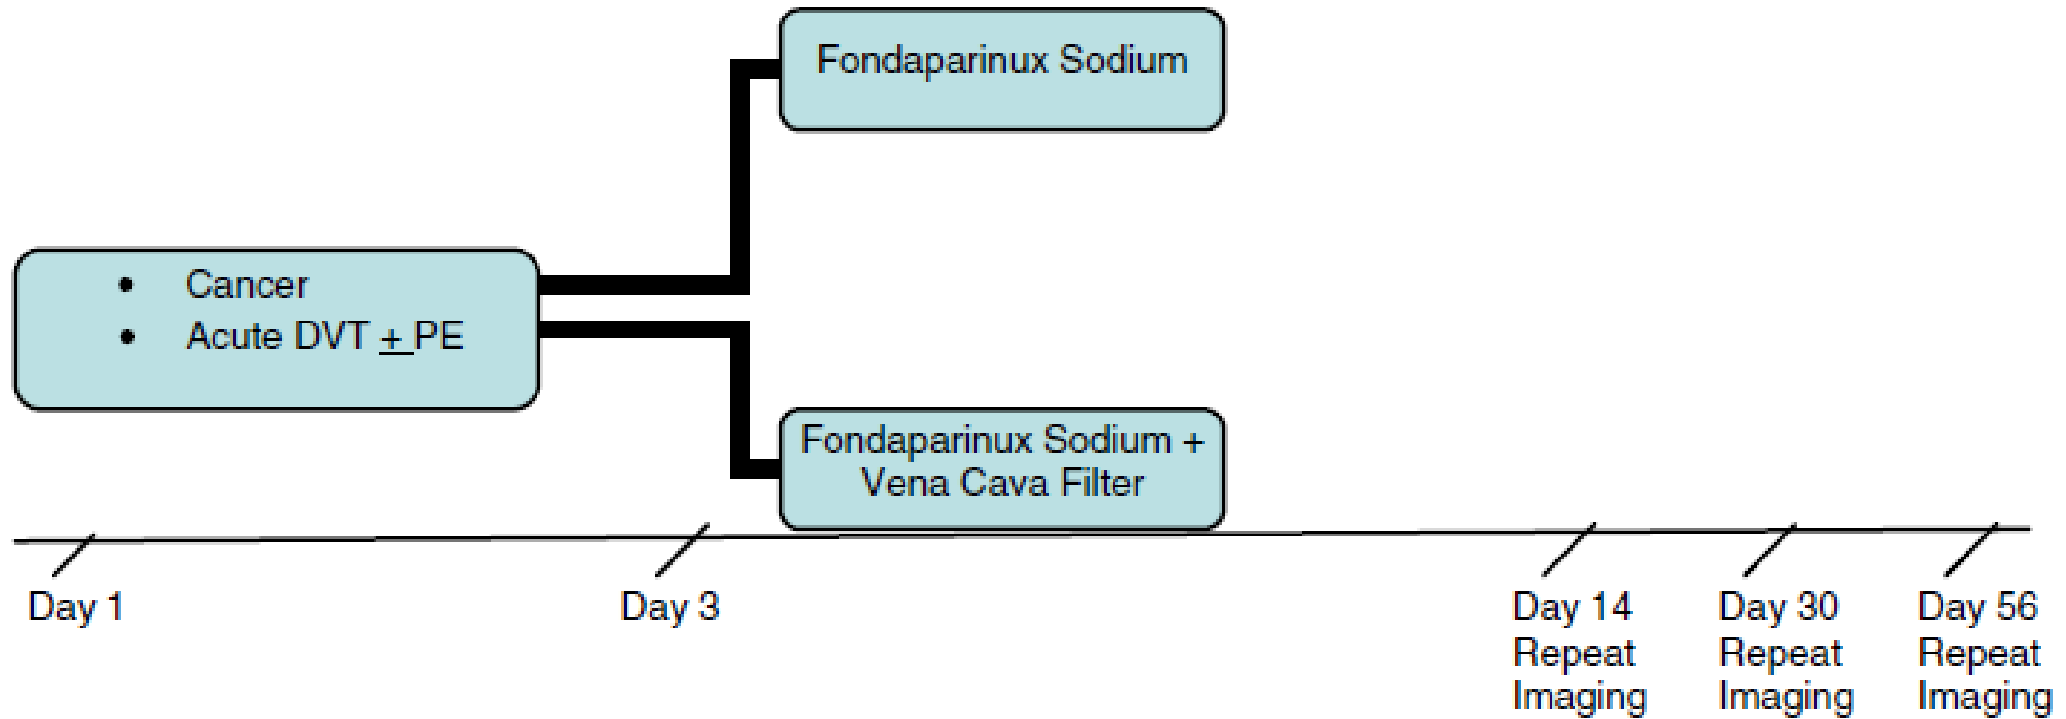 Fondaparinux Sodium
• Cancer
• Acute DVT + PE
Fondaparinux Sodium +
Vena Cava Filter
Day 1
Day 3
Day 14
Repeat
Imaging
Day 30
Repeat
Imaging
Day 56
Repeat
Imaging